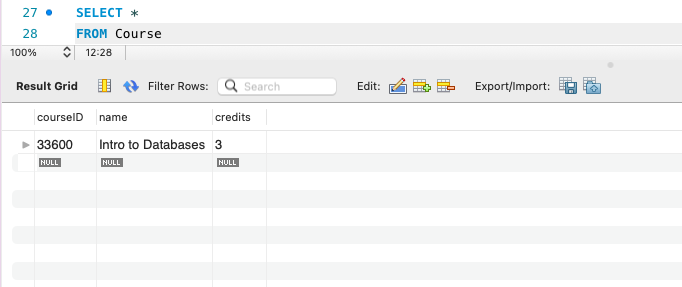 27 SELECT *
28 FROM Course
100% 12:28
Result Grid Filter Rows: Search Edit: Export/Import:
courseID name credits
33600 Intro to Databases 3
NULL NULL NULL